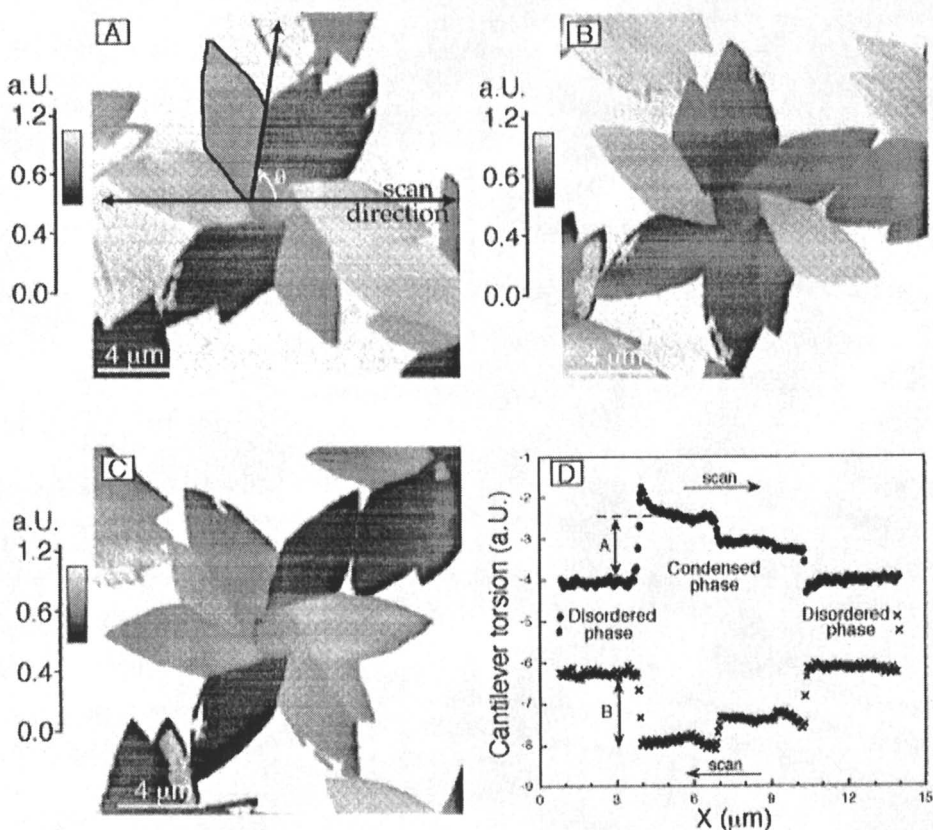 A
a.U.
1.2
0.6
0.4
0.0
θ
scan
direction
4 μm
B
a.U.
1.2
0.6
0.4
0.0
4 μm
C
a.U.
1.2
0.6
0.4
0.0
4 μm
D
Cantilever torsion (a. U.)
-1
-2
-3
-4
-5
-6
-7
-8
-9
scan
A
Condensed
phase
Disordered
phase
Disordered
phase
B
scan
0
3
6
9
12
15
X (μm)